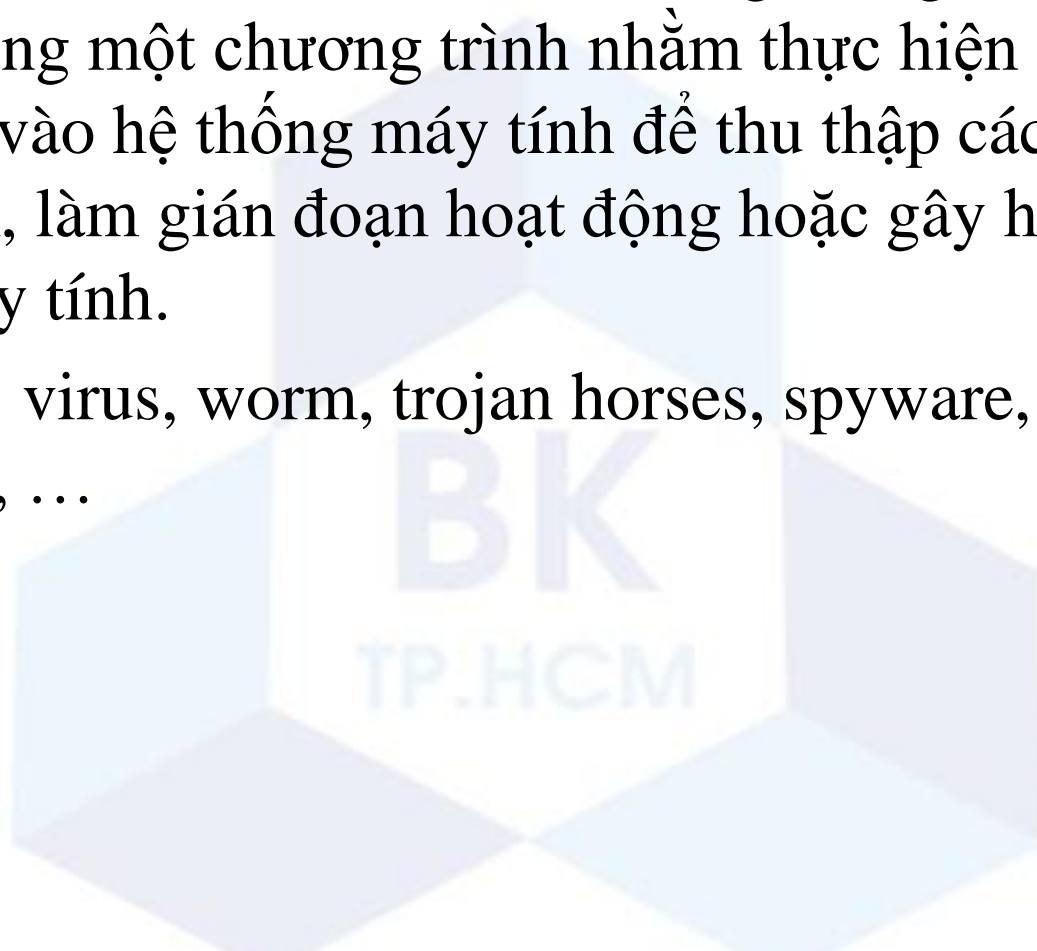 ng một chương trình nhằm thực hiện
vào hệ thống máy tính để thu thập các
, làm gián đoạn hoạt động hoặc gây h
y tính.
virus, worm, trojan horses, spyware,
, …
BK
TP.HCM